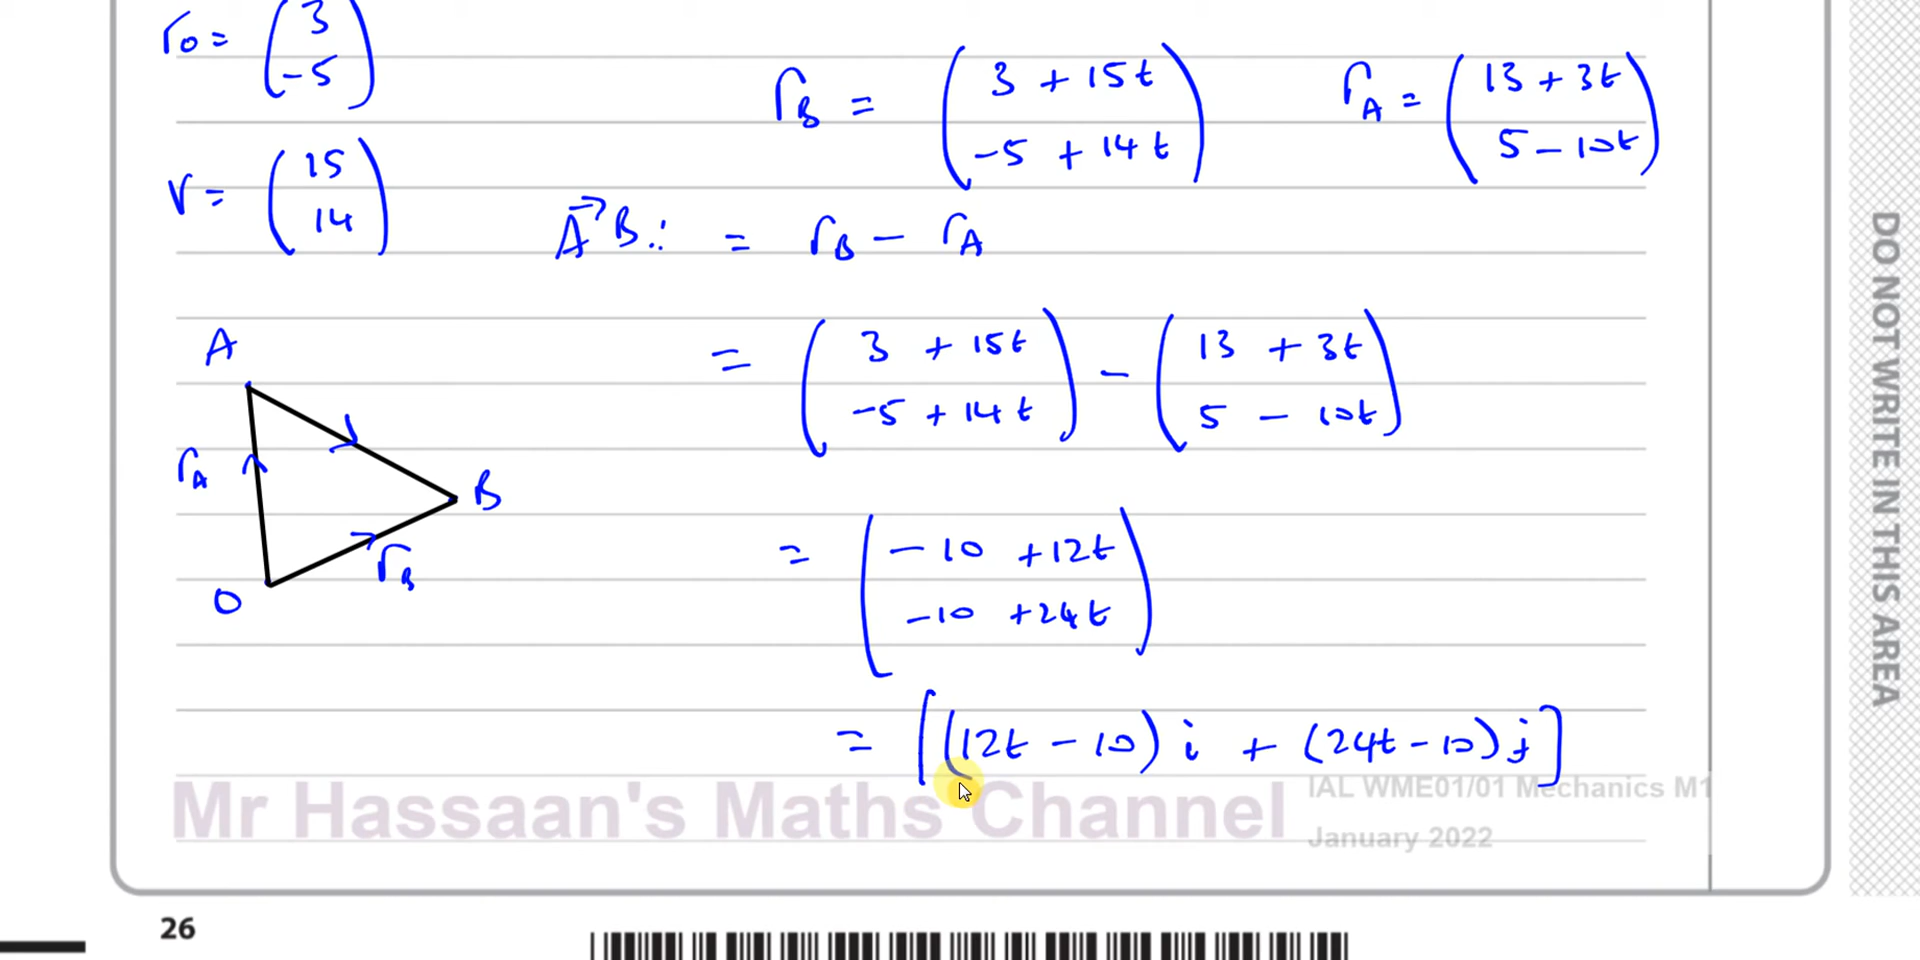 r₀ = (3 / -5)
r_B = (3 + 15t / -5 + 14t) r_A = (13 + 3t / 5 - 10t)
v = (15 / 14)
A⃗B ∴ = r_B - r_A
A
= (3 + 15t / -5 + 14t) - (13 + 3t / 5 - 10t)
r_A
B
r_B
O
= (-10 + 12t / -10 + 24t)
= [(12t - 10) i + (24t - 10) j]
Mr Hassaan's Maths Channel
IAL WME01/01 Mechanics M1
January 2022
26
DO NOT WRITE IN THIS AREA